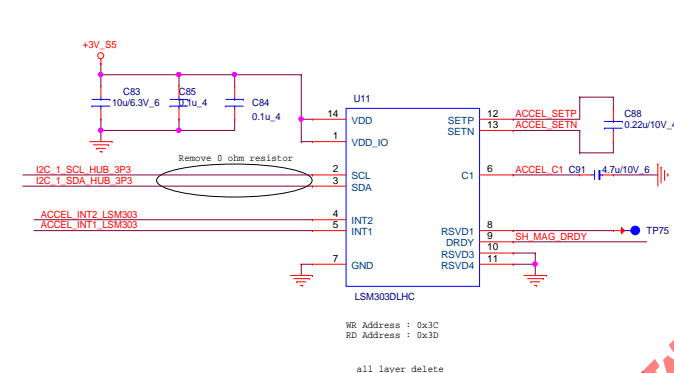 +3V_S5
C83
10u/6.3V_6
C85
0.1u_4
C84
0.1u_4
U11
14 VDD
1 VDD_IO
2 SCL
3 SDA
4 INT2
5 INT1
7 GND
SETP 12 ACCEL_SETP
SETN 13 ACCEL_SETN
C1 6 ACCEL_C1
RSVD1 8
DRDY 9 SH_MAG_DRDY
RSVD3 10
RSVD4 11
C88
0.22u/10V_4
C91 4.7u/10V_6
TP75
Remove 0 ohm resistor
I2C_1_SCL_HUB_3P3
I2C_1_SDA_HUB_3P3
ACCEL_INT2_LSM303
ACCEL_INT1_LSM303
LSM303DLHC
WR Address : 0x3C
RD Address : 0x3D
all layer delete